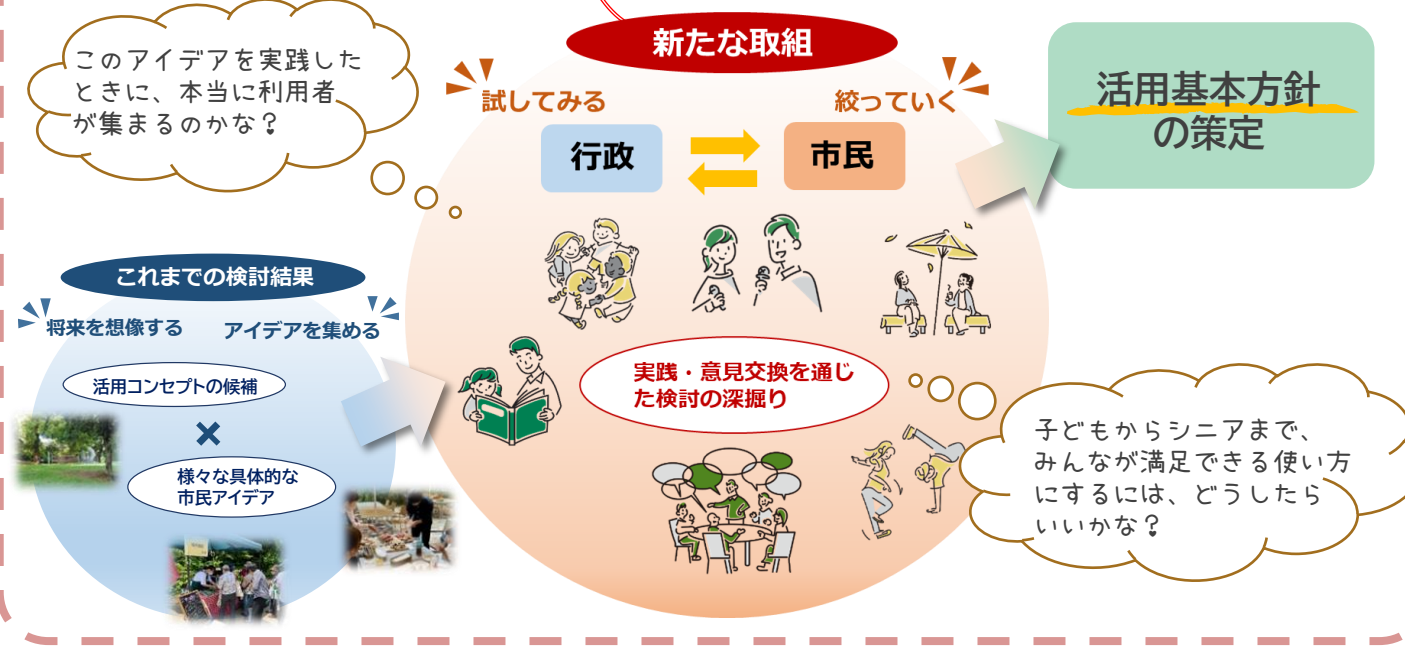 このアイデアを実践した
ときに、本当に利用者
が集まるのかな？
新たな取組
試してみる
絞っていく
行政
市民
活用基本方針
の策定
これまでの検討結果
将来を想像する
アイデアを集める
活用コンセプトの候補
×
様々な具体的な
市民アイデア
実践・意見交換を通じ
た検討の深掘り
子どもからシニアまで、
みんなが満足できる使い方
にするには、どうしたら
いいかな？